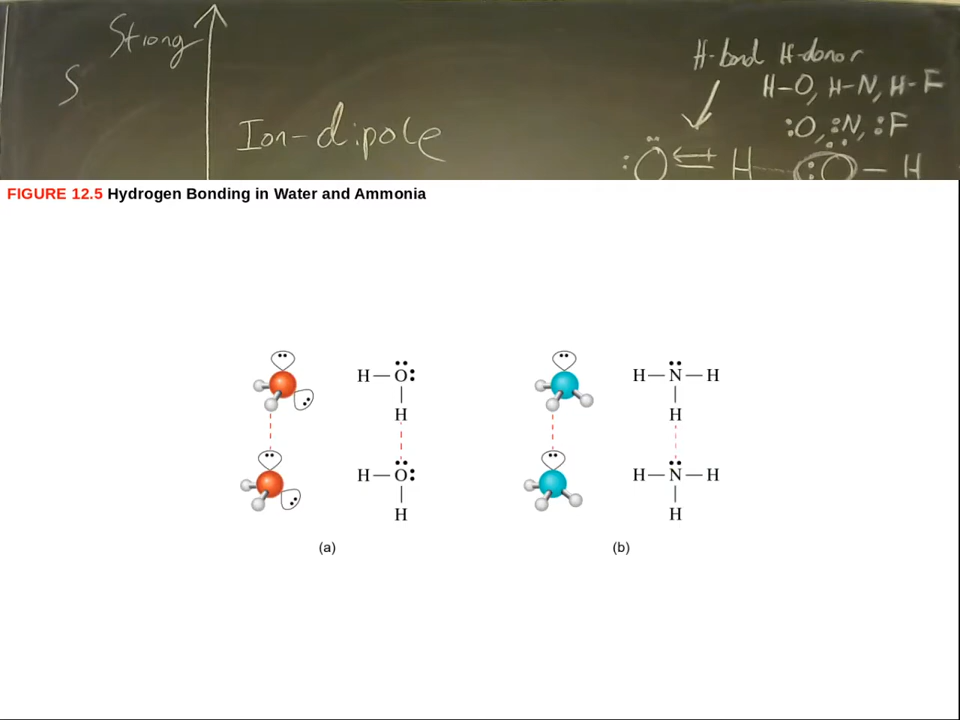 Strong
S
Ion-dipole
H-bond H-donor
H-O, H-N, H-F
:O, :N, :F
:Ö H :Ö — H
FIGURE 12.5 Hydrogen Bonding in Water and Ammonia
H—O:
H
H—O:
H
(a)
H—N—H
H
H—N—H
H
(b)